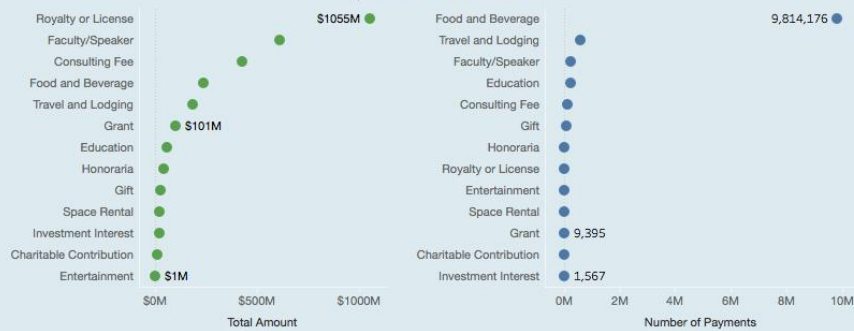 Royalty or License $1055M
Faculty/Speaker
Consulting Fee
Food and Beverage
Travel and Lodging
Grant $101M
Education
Honoraria
Gift
Space Rental
Investment Interest
Charitable Contribution
Entertainment $1M
$0M $500M $1000M
Total Amount
Food and Beverage 9,814,176
Travel and Lodging
Faculty/Speaker
Education
Consulting Fee
Gift
Honoraria
Royalty or License
Entertainment
Space Rental
Grant 9,395
Charitable Contribution
Investment Interest 1,567
0M 2M 4M 6M 8M 10M
Number of Payments